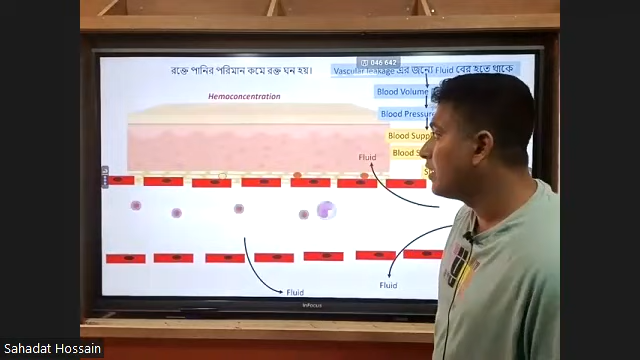 046 642
রক্তে পানির পরিমান কমে রক্ত ঘন হয়।
Vascular leakage এর জন্যে Fluid বের হতে থাকে
Hemoconcentration
Blood Volume
Blood Pressure
Blood
Blood
Fluid
Fluid
Fluid
InFocus
Sahadat Hossain